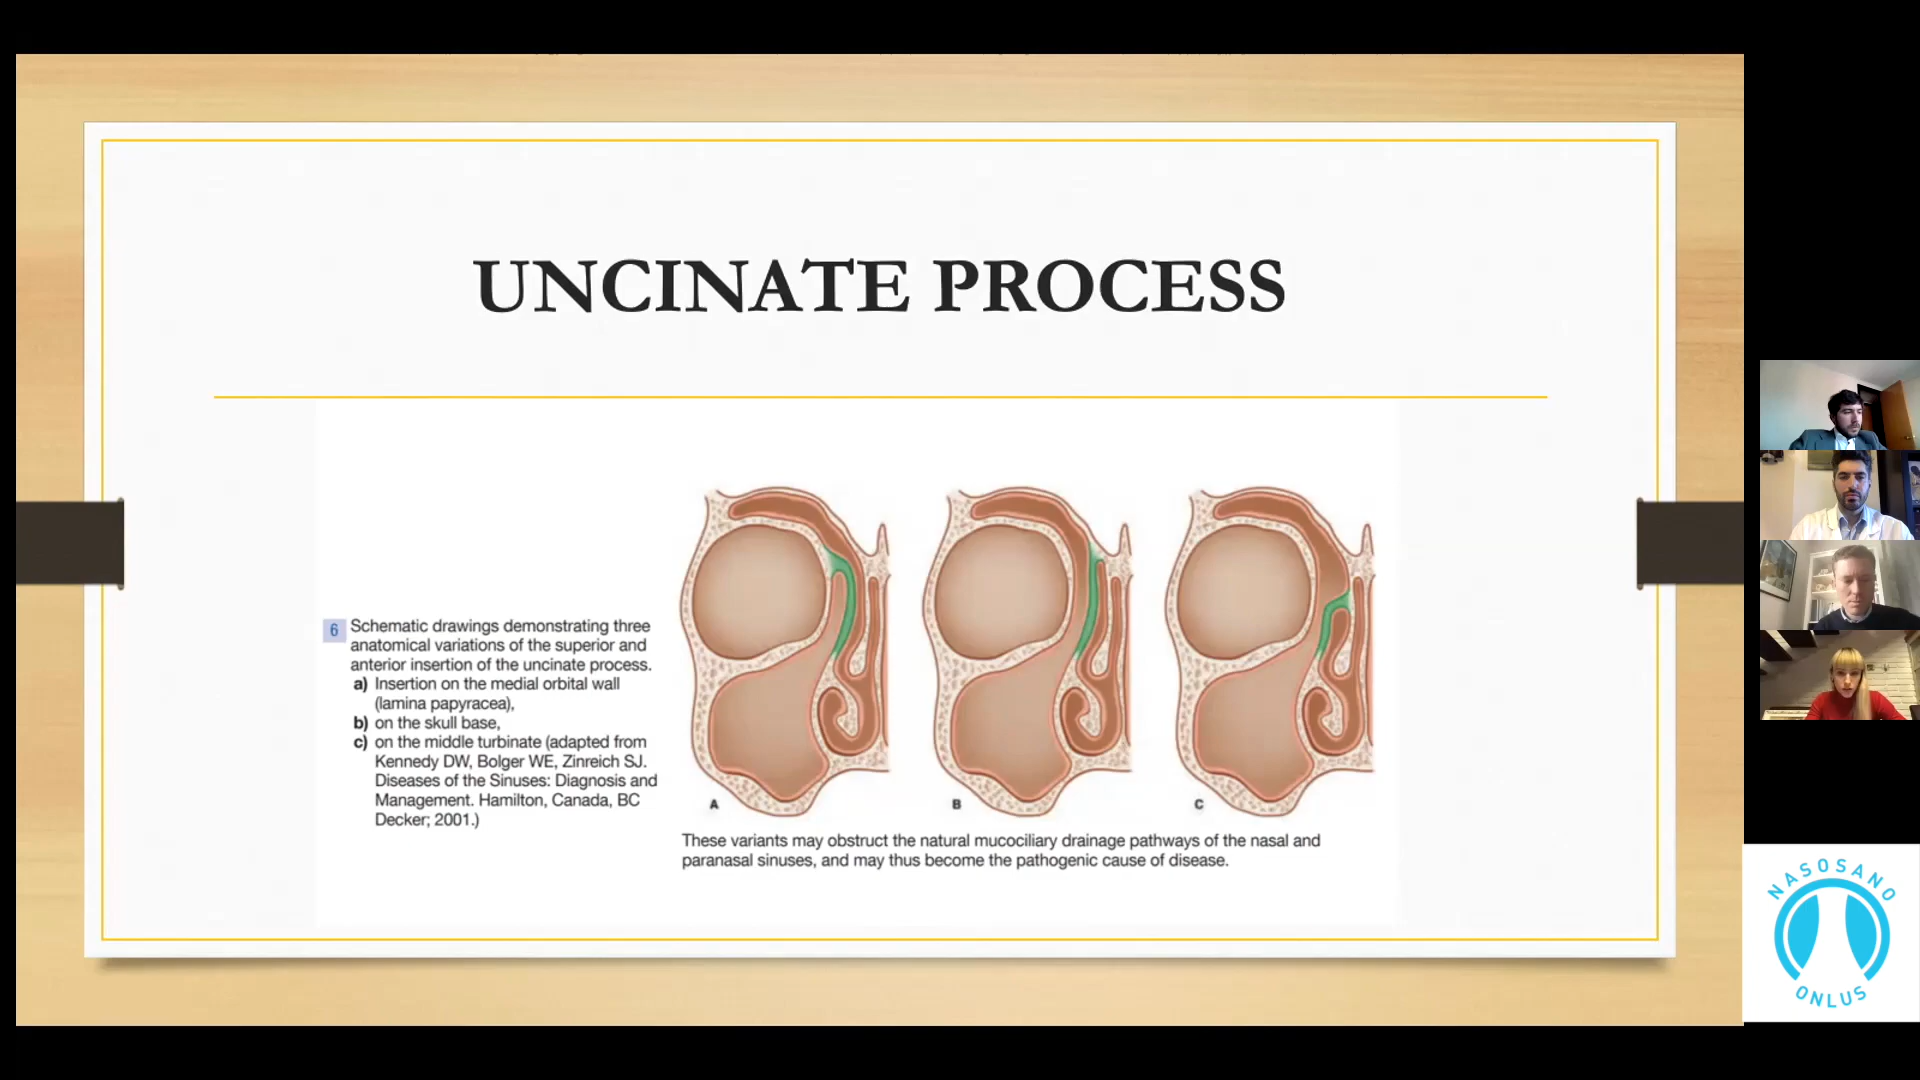 UNCINATE PROCESS
6 Schematic drawings demonstrating three
anatomical variations of the superior and
anterior insertion of the uncinate process.
a) Insertion on the medial orbital wall
(lamina papyracea),
b) on the skull base,
c) on the middle turbinate (adapted from
Kennedy DW, Bolger WE, Zinreich SJ.
Diseases of the Sinuses: Diagnosis and
Management. Hamilton, Canada, BC
Decker; 2001.)
A
B
C
These variants may obstruct the natural mucociliary drainage pathways of the nasal and
paranasal sinuses, and may thus become the pathogenic cause of disease.
NASOSANO
ONLUS